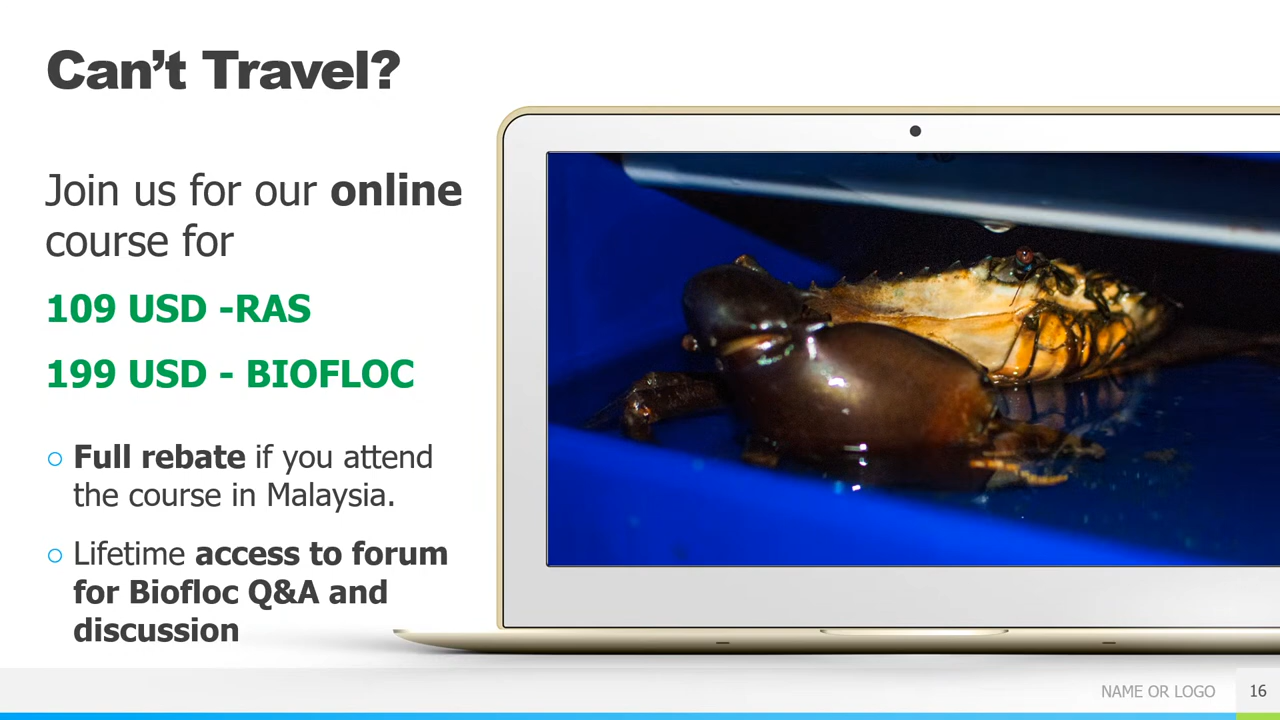 Can’t Travel?
Join us for our online
course for
109 USD -RAS
199 USD - BIOFLOC
Full rebate if you attend
the course in Malaysia.
Lifetime access to forum
for Biofloc Q&A and
discussion
NAME OR LOGO
16